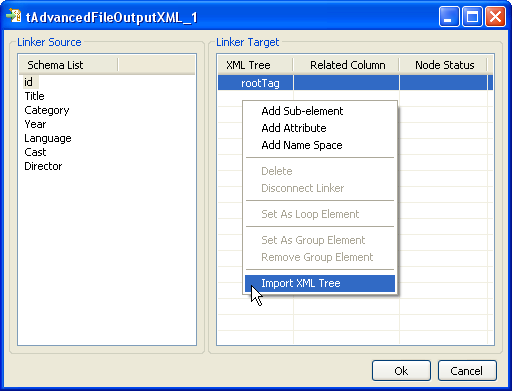 tAdvancedFileOutputXML_1
Linker Source
Linker Target
Schema List
id
Title
Category
Year
Language
Cast
Director
XML Tree Related Column Node Status
rootTag
Add Sub-element
Add Attribute
Add Name Space
Delete
Disconnect Linker
Set As Loop Element
Set As Group Element
Remove Group Element
Import XML Tree
Ok Cancel